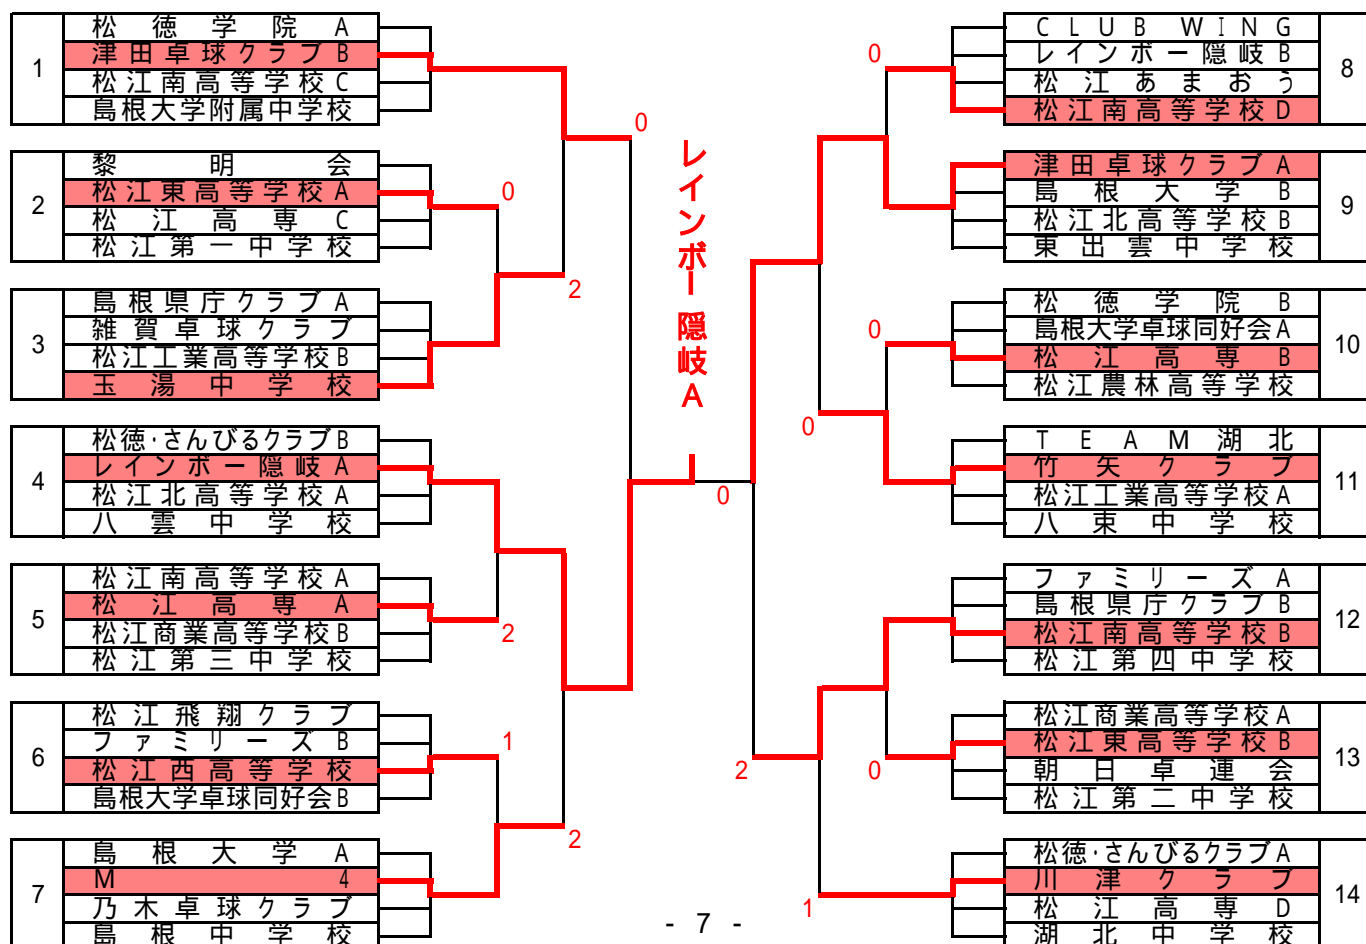 1
松徳学院A
津田卓球クラブB
松江南高等学校C
島根大学附属中学校
2
黎明会
松江東高等学校A
松江高専C
松江第一中学校
3
島根県庁クラブA
雑賀卓球クラブ
松江工業高等学校B
玉湯中学校
4
松徳・さんびるクラブB
レインボー隠岐A
松江北高等学校A
八雲中学校
5
松江南高等学校A
松江高専A
松江商業高等学校B
松江第三中学校
6
松江飛翔クラブ
ファミリーズB
松江西高等学校
島根大学卓球同好会B
7
島根大学A
M4
乃木卓球クラブ
島根中学校
0
0
2
2
1
2
レインボー隠岐A
0
0
0
0
2
0
1
CLUB WING
レインボー隠岐B
松江あまおう
松江南高等学校D
8
津田卓球クラブA
島根大学B
松江北高等学校B
東出雲中学校
9
松徳学院B
島根大学卓球同好会A
松江高専B
松江農林高等学校
10
TEAM湖北
竹矢クラブ
松江工業高等学校A
八束中学校
11
ファミリーズA
島根県庁クラブB
松江南高等学校B
松江第四中学校
12
松江商業高等学校A
松江東高等学校B
朝日卓連会
松江第二中学校
13
松徳・さんびるクラブA
川津クラブ
松江高専D
湖北中学校
14
- 7 -